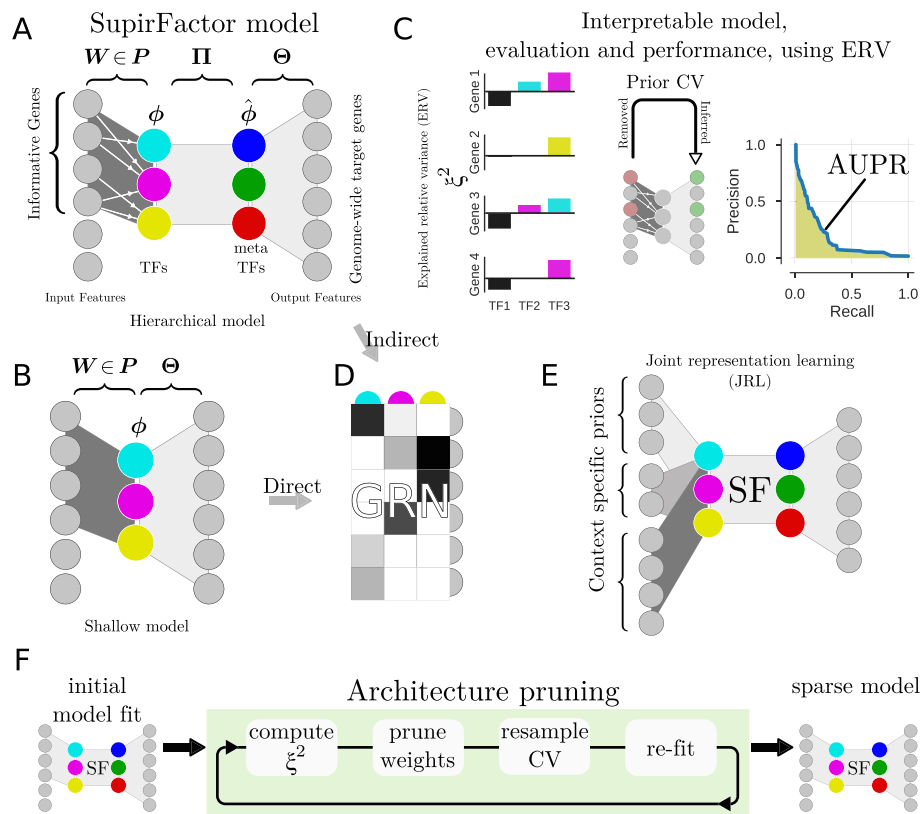 A
SupirFactor model
W ∈ P
Π
Θ
Informative Genes
ϕ
ϕ̂
Genome-wide target genes
TFs
meta
TFs
Input Features
Output Features
Hierarchical model
C
Interpretable model,
evaluation and performance, using ERV
Explained relative variance (ERV)
ξ²
Gene 1
Gene 2
Gene 3
Gene 4
TF1 TF2 TF3
Prior CV
Removed
Inferred
Precision
1.0
0.5
0.0
AUPR
0.0 0.5 1.0
Recall
B
W ∈ P
Θ
ϕ
Shallow model
Indirect
Direct
D
GRN
E
Joint representation learning
(JRL)
Context specific priors
SF
F
initial
model fit
SF
Architecture pruning
compute
ξ²
prune
weights
resample
CV
re-fit
sparse model
SF